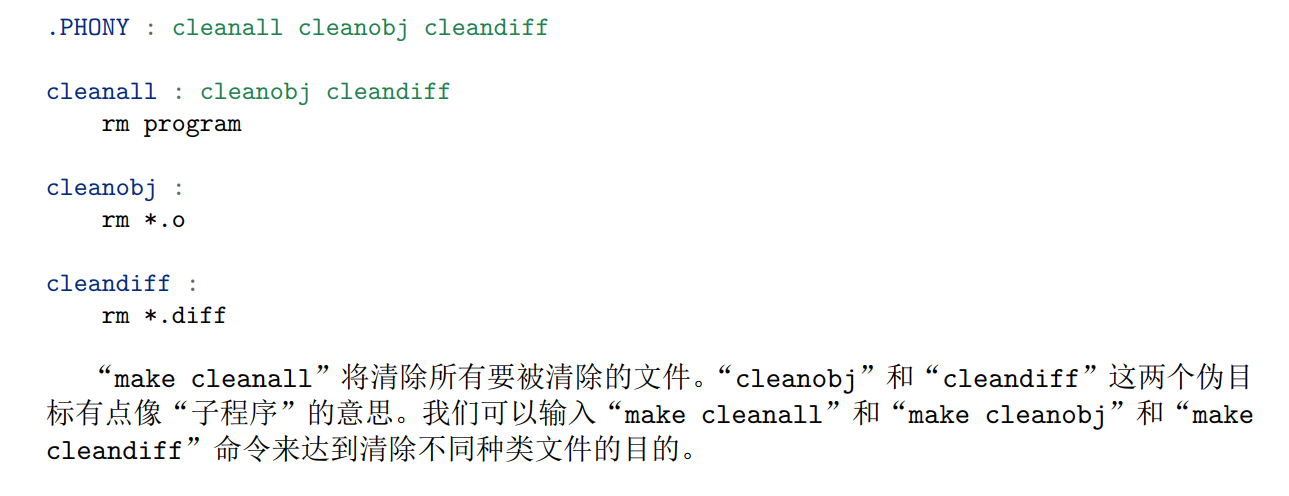 .PHONY : cleanall cleanobj cleandiff
cleanall : cleanobj cleandiff
    rm program
cleanobj :
    rm *.o
cleandiff :
    rm *.diff
“make cleanall”将清除所有要被清除的文件。“cleanobj”和“cleandiff”这两个伪目
标有点像“子程序”的意思。我们可以输入“make cleanall”和“make cleanobj”和“make
cleandiff”命令来达到清除不同种类文件的目的。